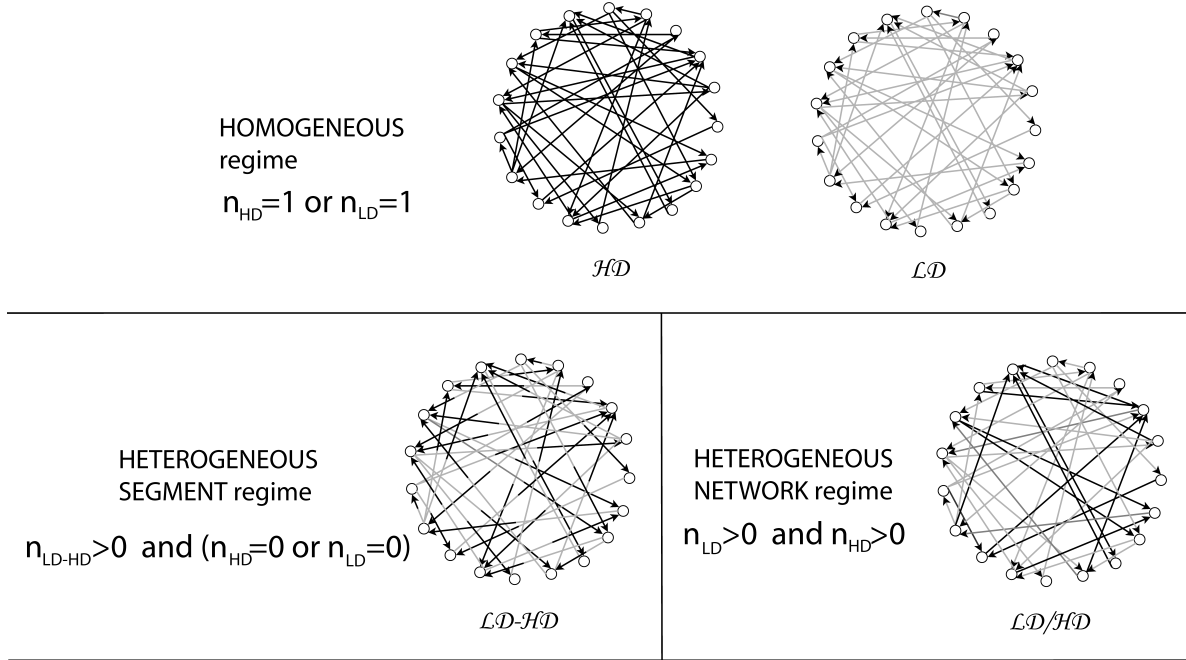 HOMOGENEOUS
regime
n_HD=1 or n_LD=1
HD
LD
HETEROGENEOUS
SEGMENT regime
n_LD-HD>0 and (n_HD=0 or n_LD=0)
LD-HD
HETEROGENEOUS
NETWORK regime
n_LD>0 and n_HD>0
LD/HD